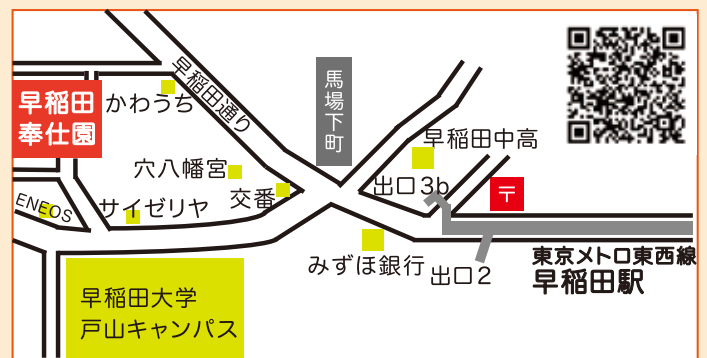 早稲田通り
馬場下町
早稲田
奉仕園
かわうち
早稲田中高
穴八幡宮
出口3b
〒
交番
ENEOS
サイゼリヤ
みずほ銀行
出口2
東京メトロ東西線
早稲田駅
早稲田大学
戸山キャンパス